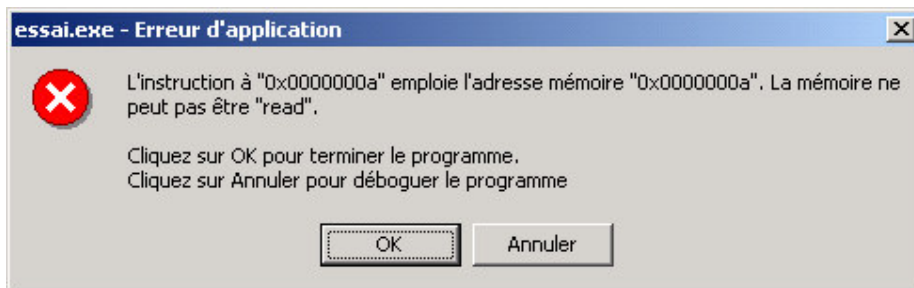 essai.exe - Erreur d'application
L'instruction à "0x0000000a" emploie l'adresse mémoire "0x0000000a". La mémoire ne
peut pas être "read".
Cliquez sur OK pour terminer le programme.
Cliquez sur Annuler pour déboguer le programme
OK
Annuler